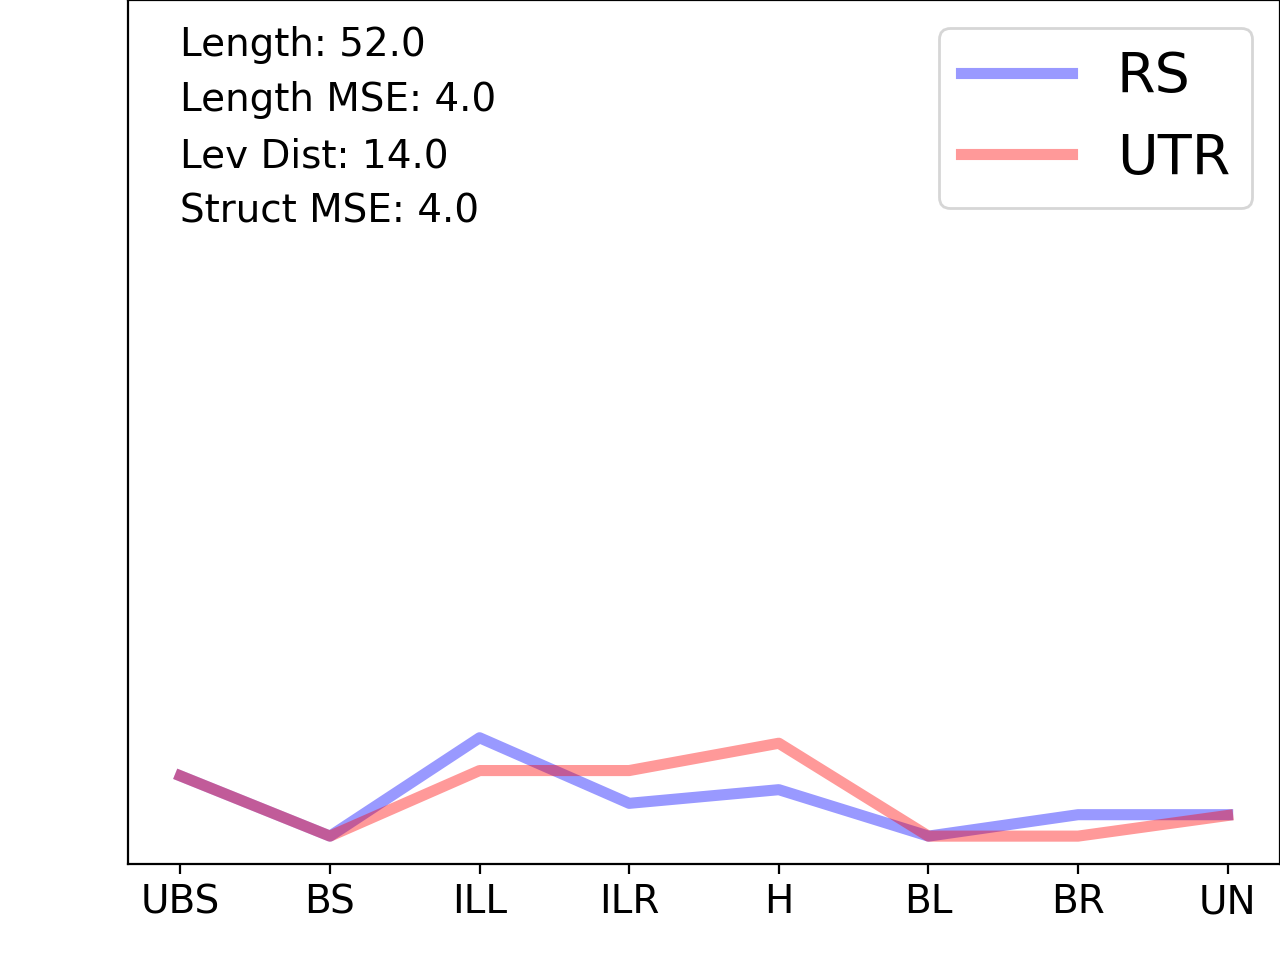 Length: 52.0
Length MSE: 4.0
Lev Dist: 14.0
Struct MSE: 4.0
RS
UTR
UBS BS ILL ILR H BL BR UN